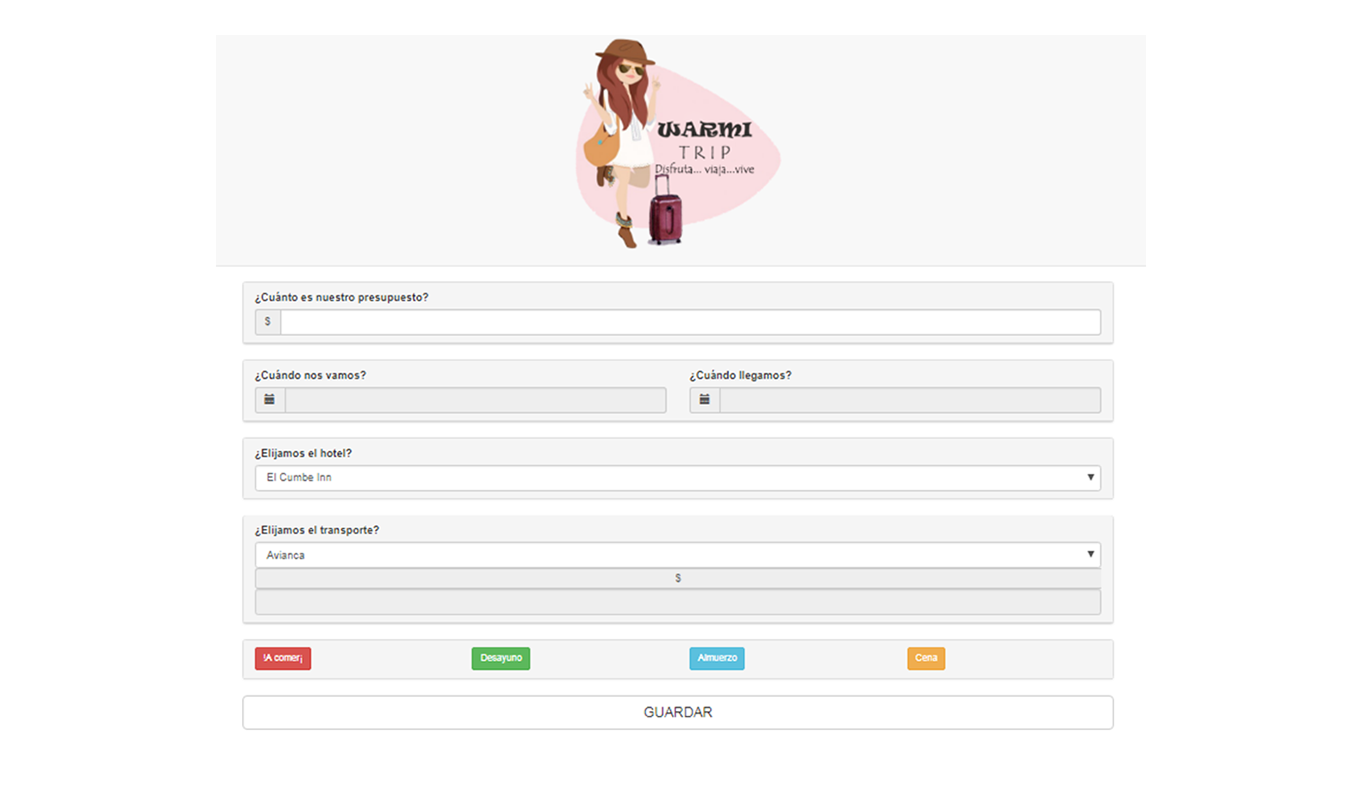 WARMI
TRIP
Disfruta... viaja...vive
¿Cuánto es nuestro presupuesto?
$
¿Cuándo nos vamos?
¿Cuándo llegamos?
¿Elijamos el hotel?
El Cumbe Inn
¿Elijamos el transporte?
Avianca
$
!A comer¡
Desayuno
Almuerzo
Cena
GUARDAR